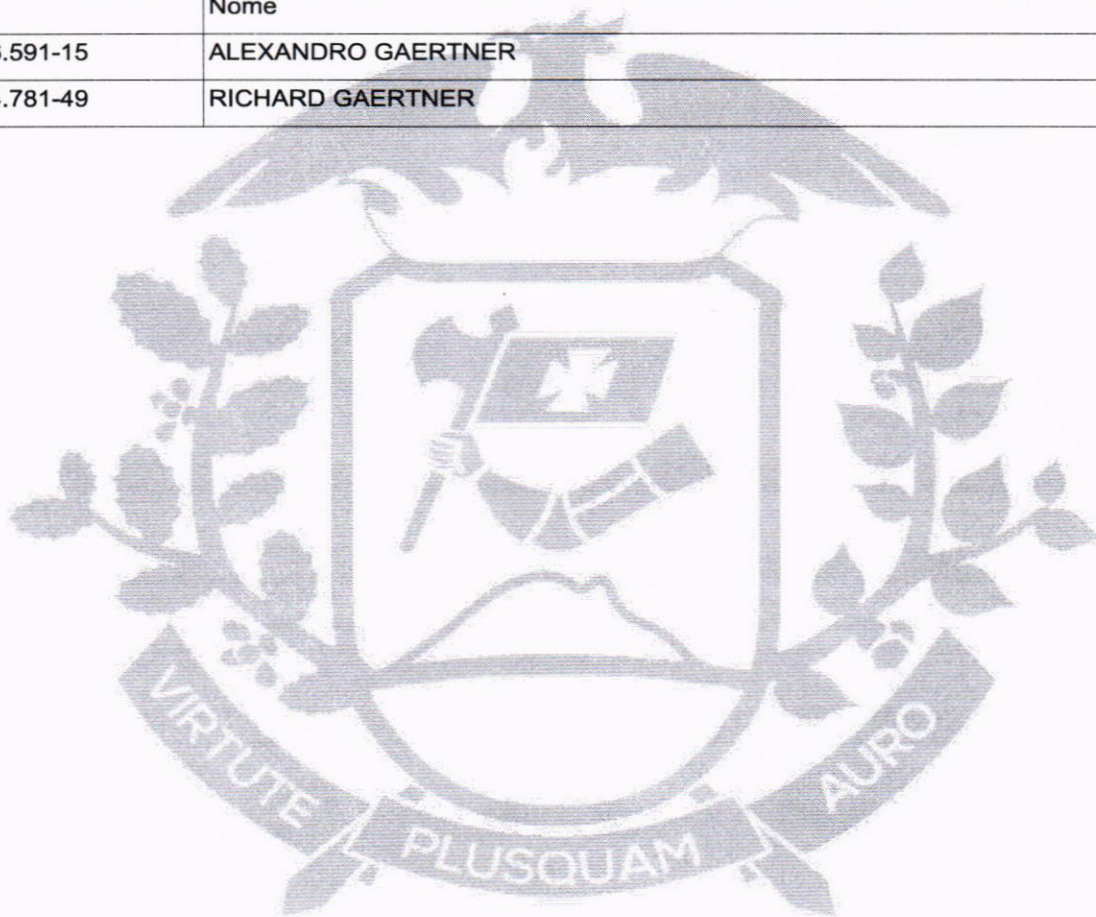 Nome
.591-15 ALEXANDRO GAERTNER
.781-49 RICHARD GAERTNER
VIRTUTE PLUSQUAM AURO